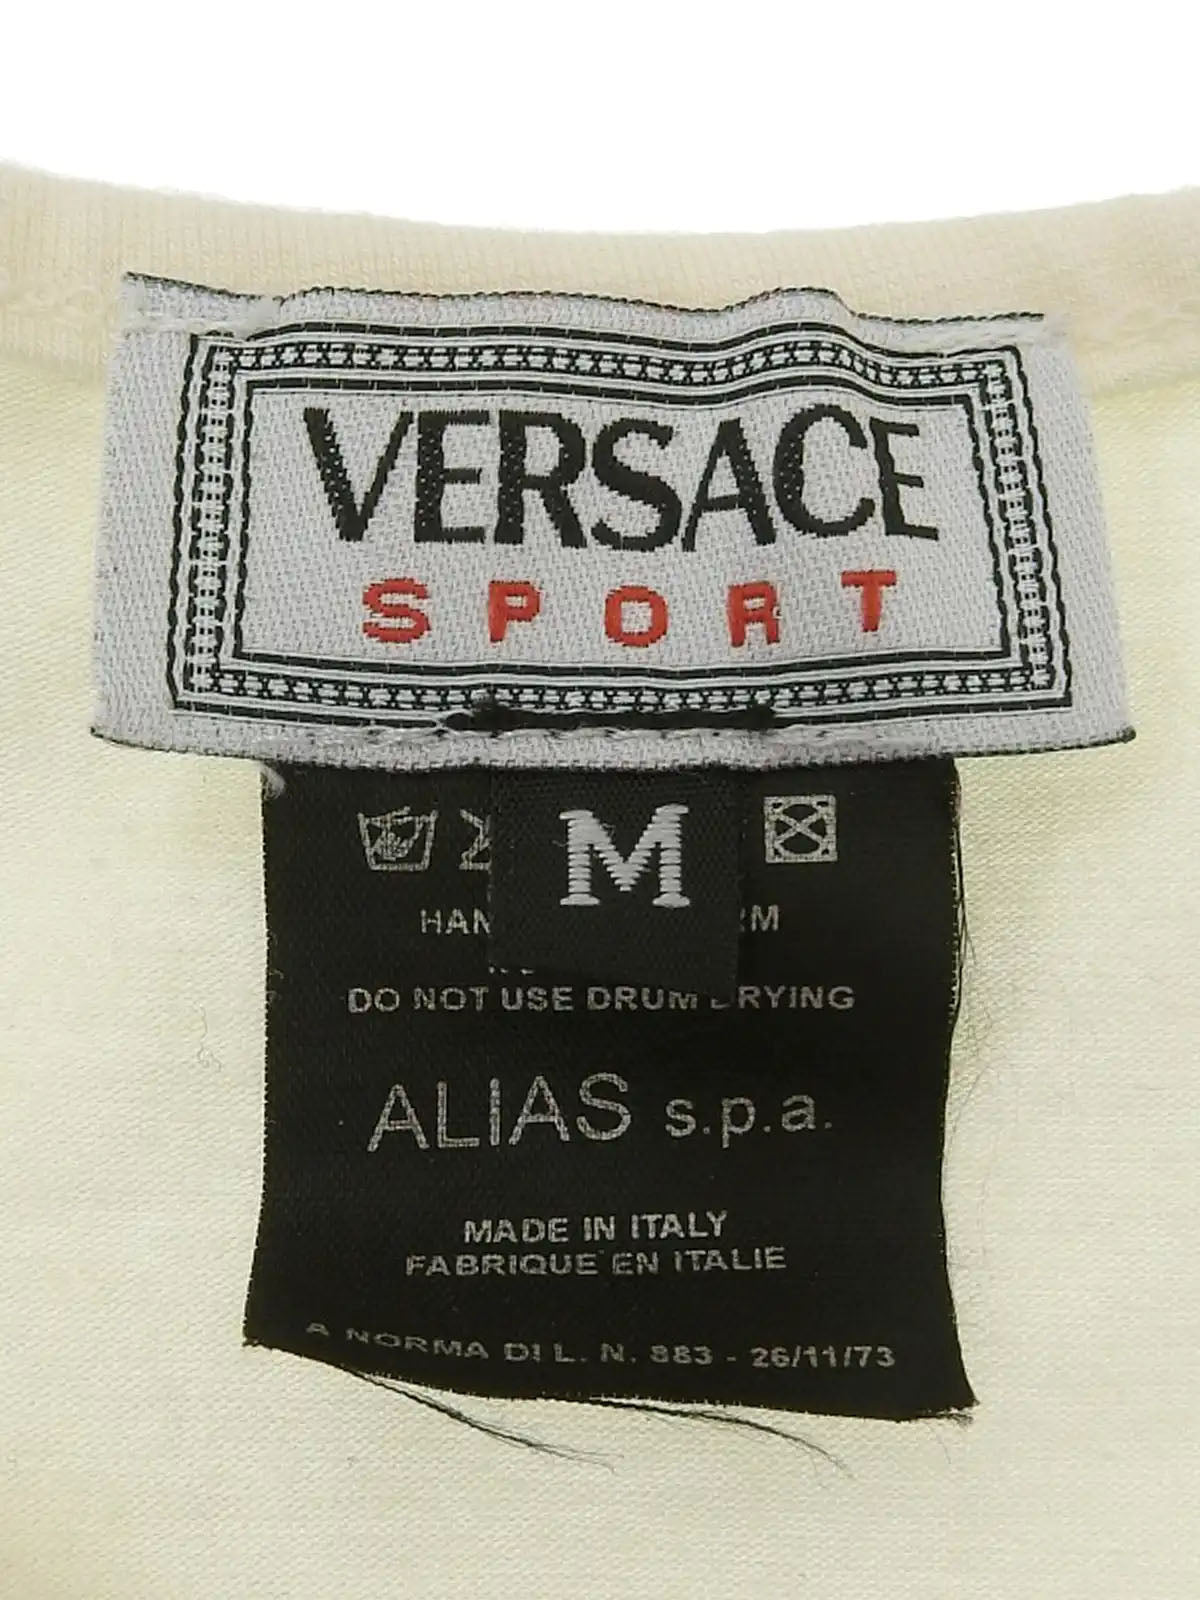 VERSACE
SPORT
M
DO NOT USE DRUM DRYING
ALIAS s.p.a.
MADE IN ITALY
FABRIQUE EN ITALIE
A NORMA DI L. N. 883 - 26/11/73